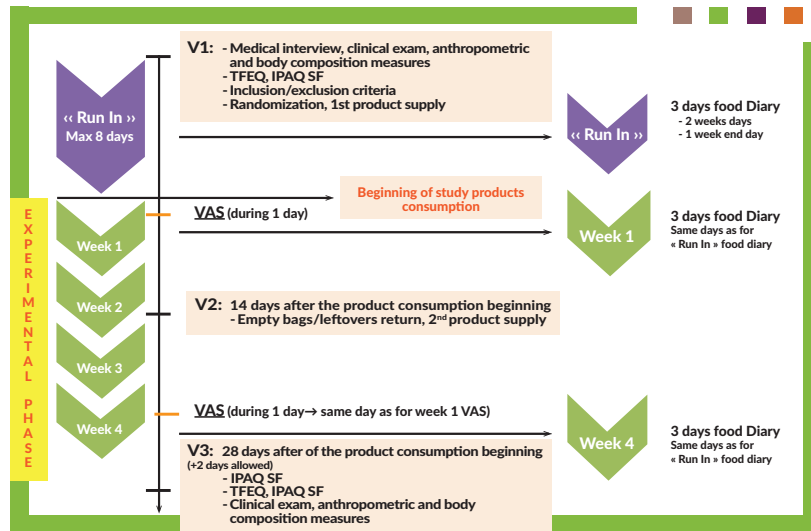 V1: - Medical interview, clinical exam, anthropometric
and body composition measures
- TFEQ, IPAQ SF
- Inclusion/exclusion criteria
- Randomization, 1st product supply
‹‹ Run In ››
Max 8 days
‹‹ Run In ››
3 days food Diary
- 2 weeks days
- 1 week end day
Beginning of study products
consumption
EXPERIMENTAL PHASE
VAS (during 1 day)
Week 1
Week 1
3 days food Diary
Same days as for
« Run In » food diary
Week 2
V2: 14 days after the product consumption beginning
- Empty bags/leftovers return, 2nd product supply
Week 3
Week 4
VAS (during 1 day→ same day as for week 1 VAS)
Week 4
3 days food Diary
Same days as for
« Run In » food diary
V3: 28 days after of the product consumption beginning
(+2 days allowed)
- IPAQ SF
- TFEQ, IPAQ SF
- Clinical exam, anthropometric and body
composition measures